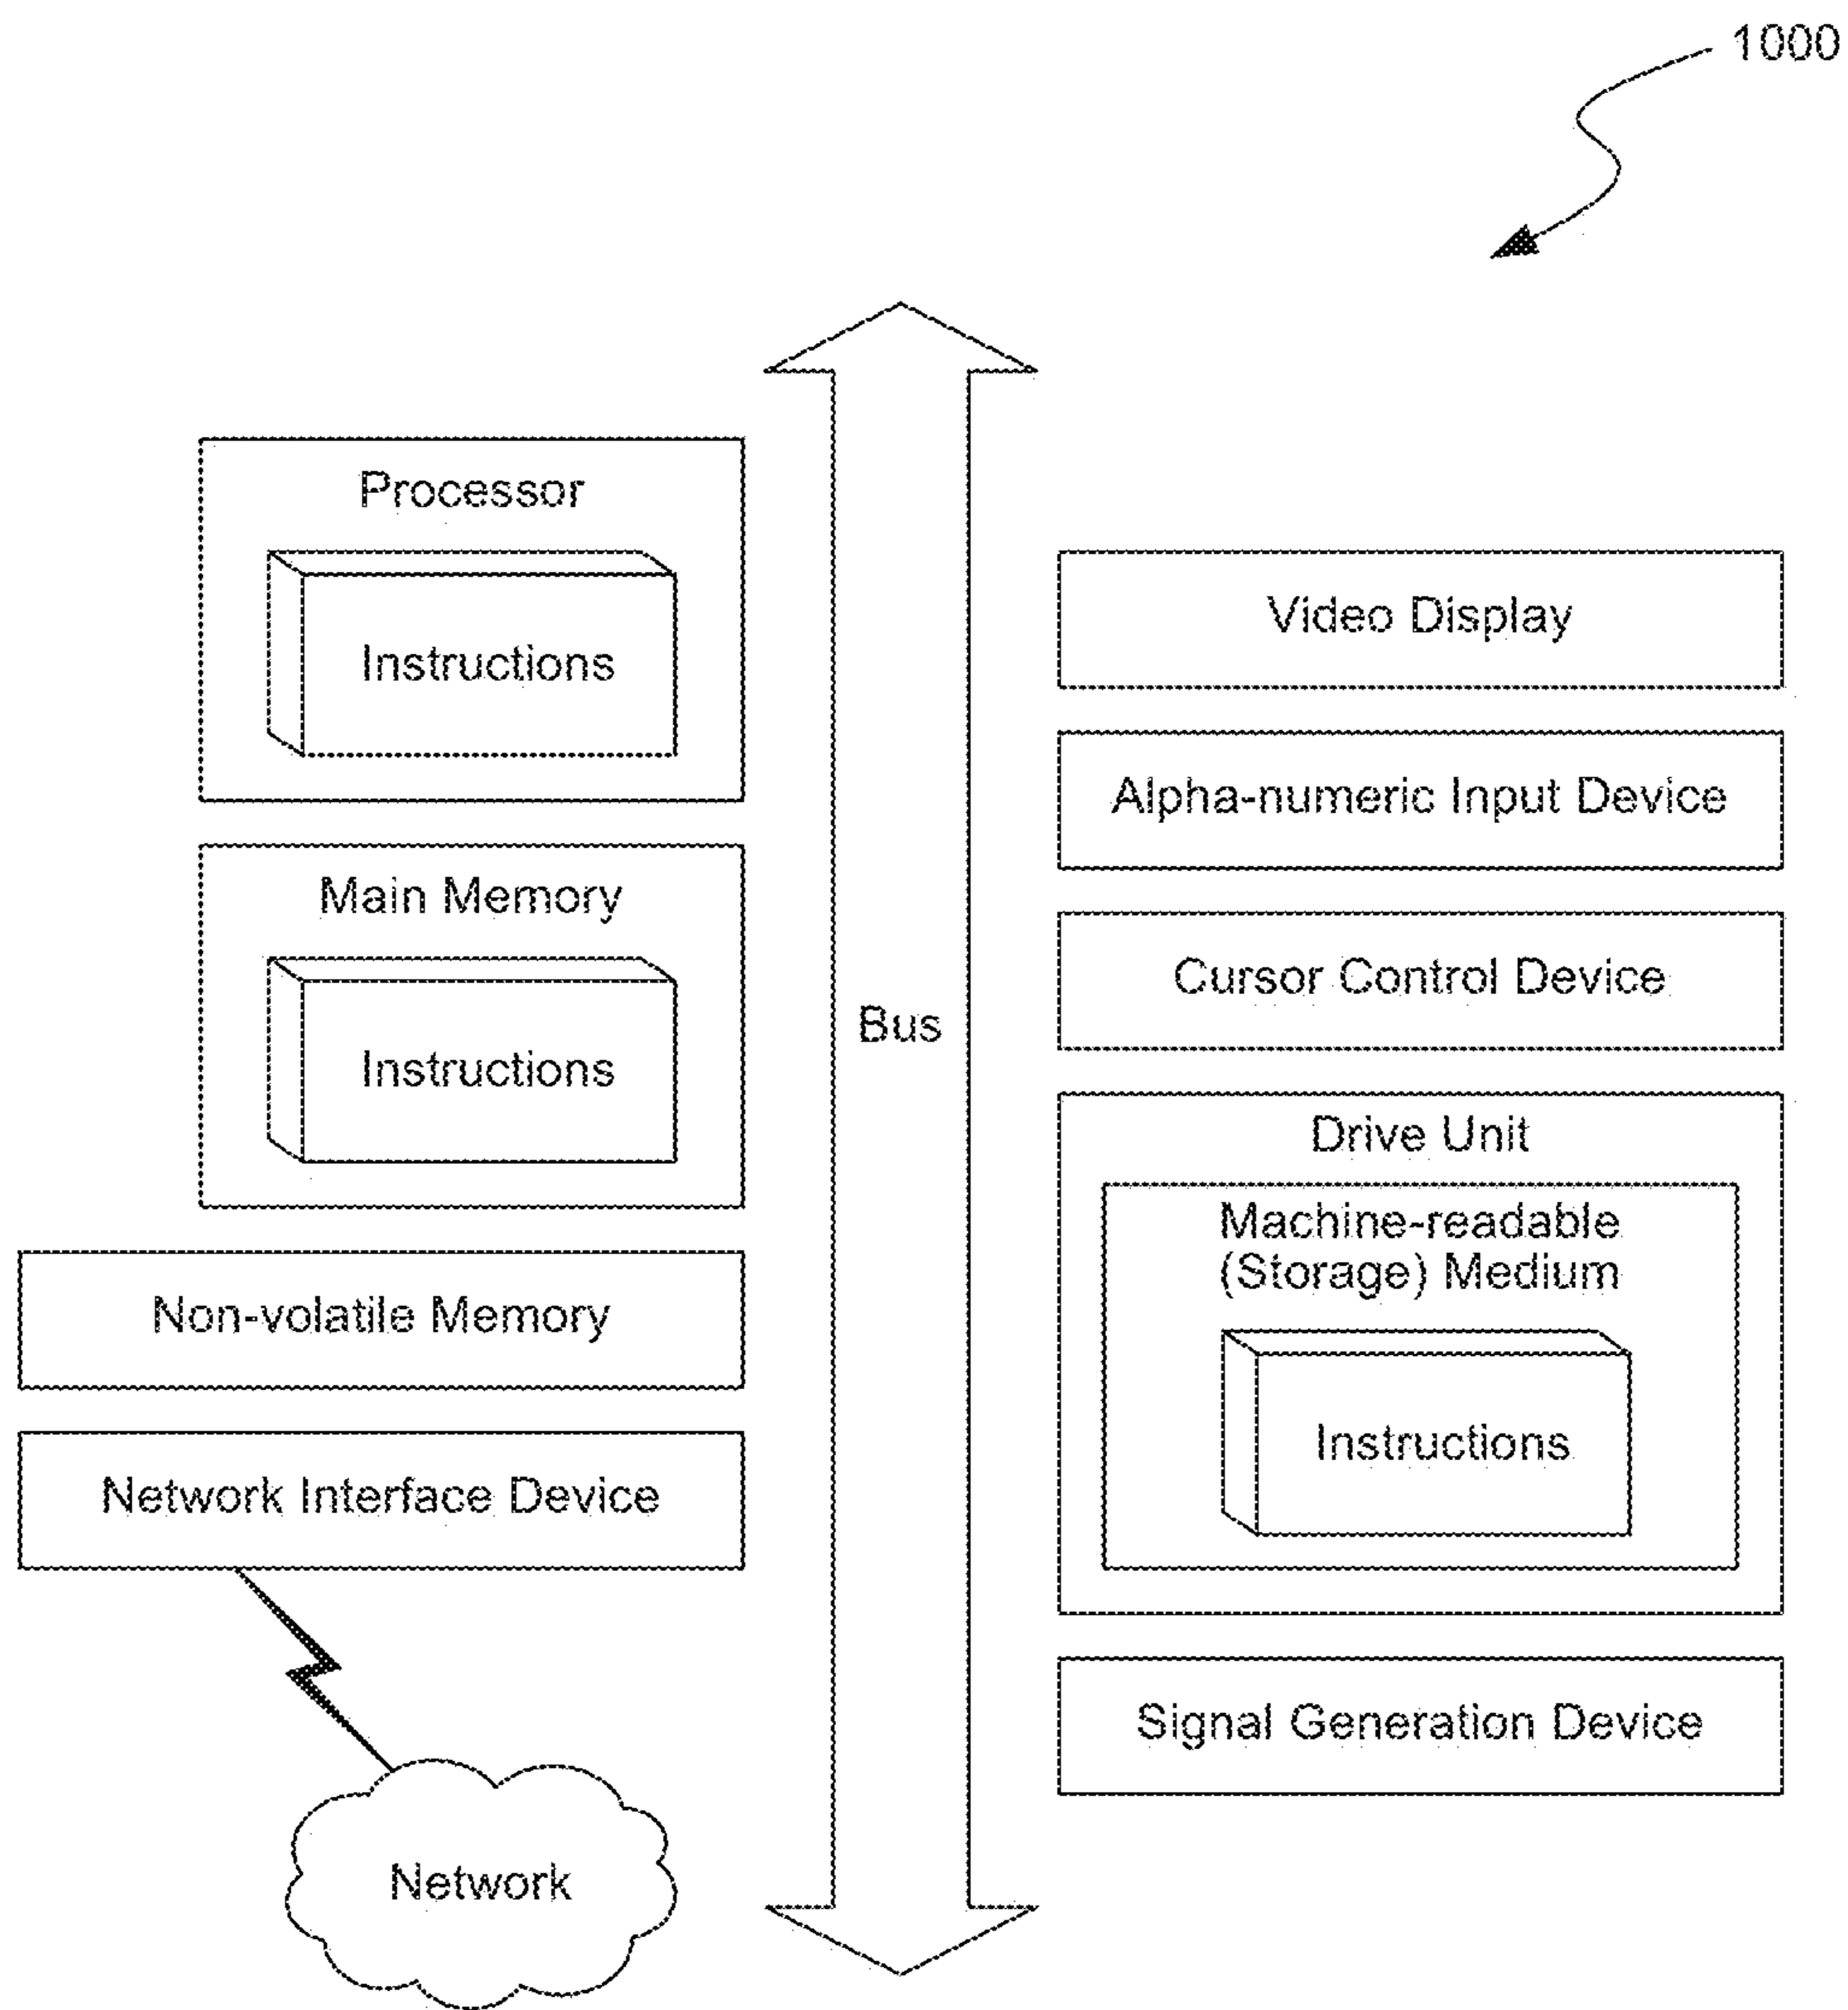 1000
Processor
Instructions
Main Memory
Instructions
Non-volatile Memory
Network Interface Device
Network
Bus
Video Display
Alpha-numeric Input Device
Cursor Control Device
Drive Unit
Machine-readable
(Storage) Medium
Instructions
Signal Generation Device